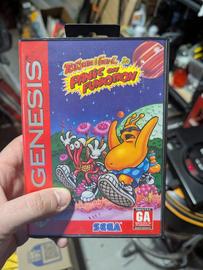 GENESIS
ToeJam & Earl
in
PANIC ON
FUNKOTRON
SEGA
GA